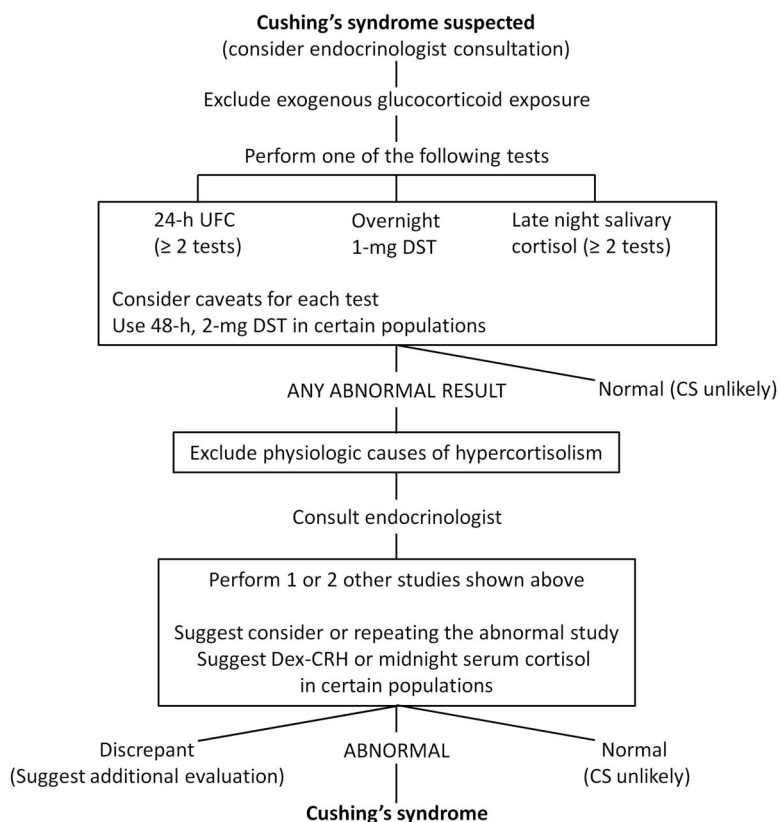 Cushing’s syndrome suspected
(consider endocrinologist consultation)
Exclude exogenous glucocorticoid exposure
Perform one of the following tests
24-h UFC
(≥ 2 tests)
Overnight
1-mg DST
Late night salivary
cortisol (≥ 2 tests)
Consider caveats for each test
Use 48-h, 2-mg DST in certain populations
ANY ABNORMAL RESULT
Normal (CS unlikely)
Exclude physiologic causes of hypercortisolism
Consult endocrinologist
Perform 1 or 2 other studies shown above
Suggest consider or repeating the abnormal study
Suggest Dex-CRH or midnight serum cortisol
in certain populations
Discrepant
(Suggest additional evaluation)
ABNORMAL
Normal
(CS unlikely)
Cushing’s syndrome